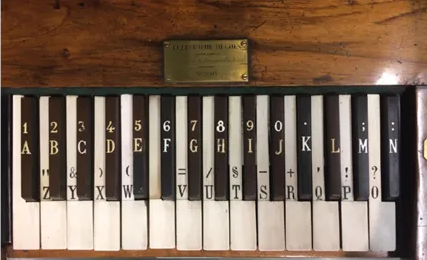 1 2 3 4 5 6 7 8 9 0 . ; :
A B C D E F G H I J K L M N
" & ) ( = / § - + ' ! ?
Z Y X W V U T S R Q P O